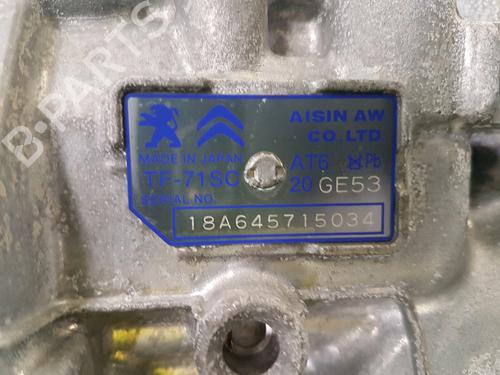 B-PARTS
AISIN AW
CO., LTD.
MADE IN JAPAN
AT6 Pb
TF-71SC
20 GE53
SERIAL NO.
18A645715034